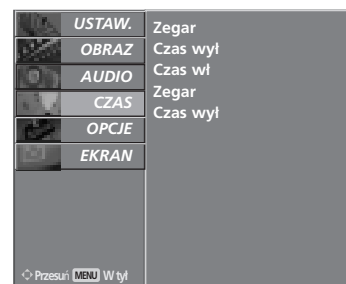 USTAW.
OBRAZ
AUDIO
CZAS
OPCJE
EKRAN
Zegar
Czas wył
Czas wł
Zegar
Czas wył
Przesuń MENU W tył